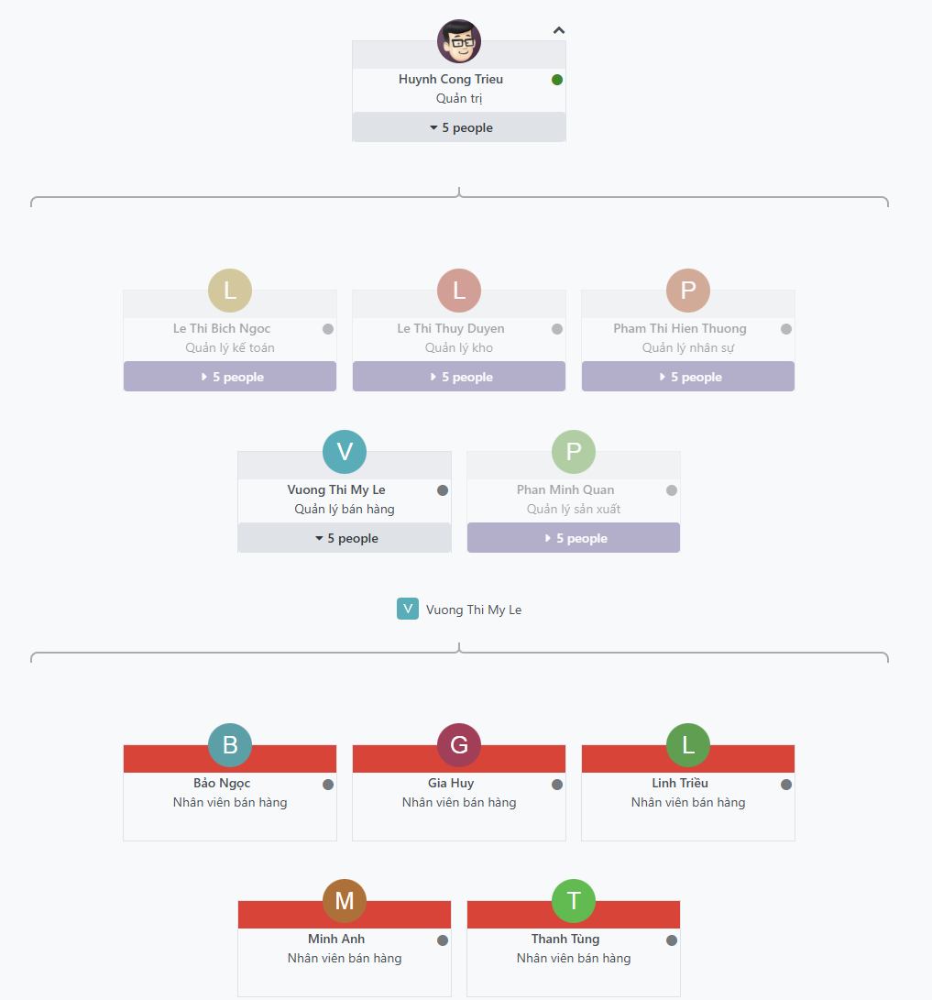 Huynh Cong Trieu
Quản trị
5 people
L
L
P
Le Thi Bich Ngoc
Quản lý kế toán
5 people
Le Thi Thuy Duyen
Quản lý kho
5 people
Pham Thi Hien Thuong
Quản lý nhân sự
5 people
V
P
Vuong Thi My Le
Quản lý bán hàng
5 people
Phan Minh Quan
Quản lý sản xuất
5 people
V Vuong Thi My Le
B
G
L
Bảo Ngọc
Nhân viên bán hàng
Gia Huy
Nhân viên bán hàng
Linh Triều
Nhân viên bán hàng
M
T
Minh Anh
Nhân viên bán hàng
Thanh Tùng
Nhân viên bán hàng